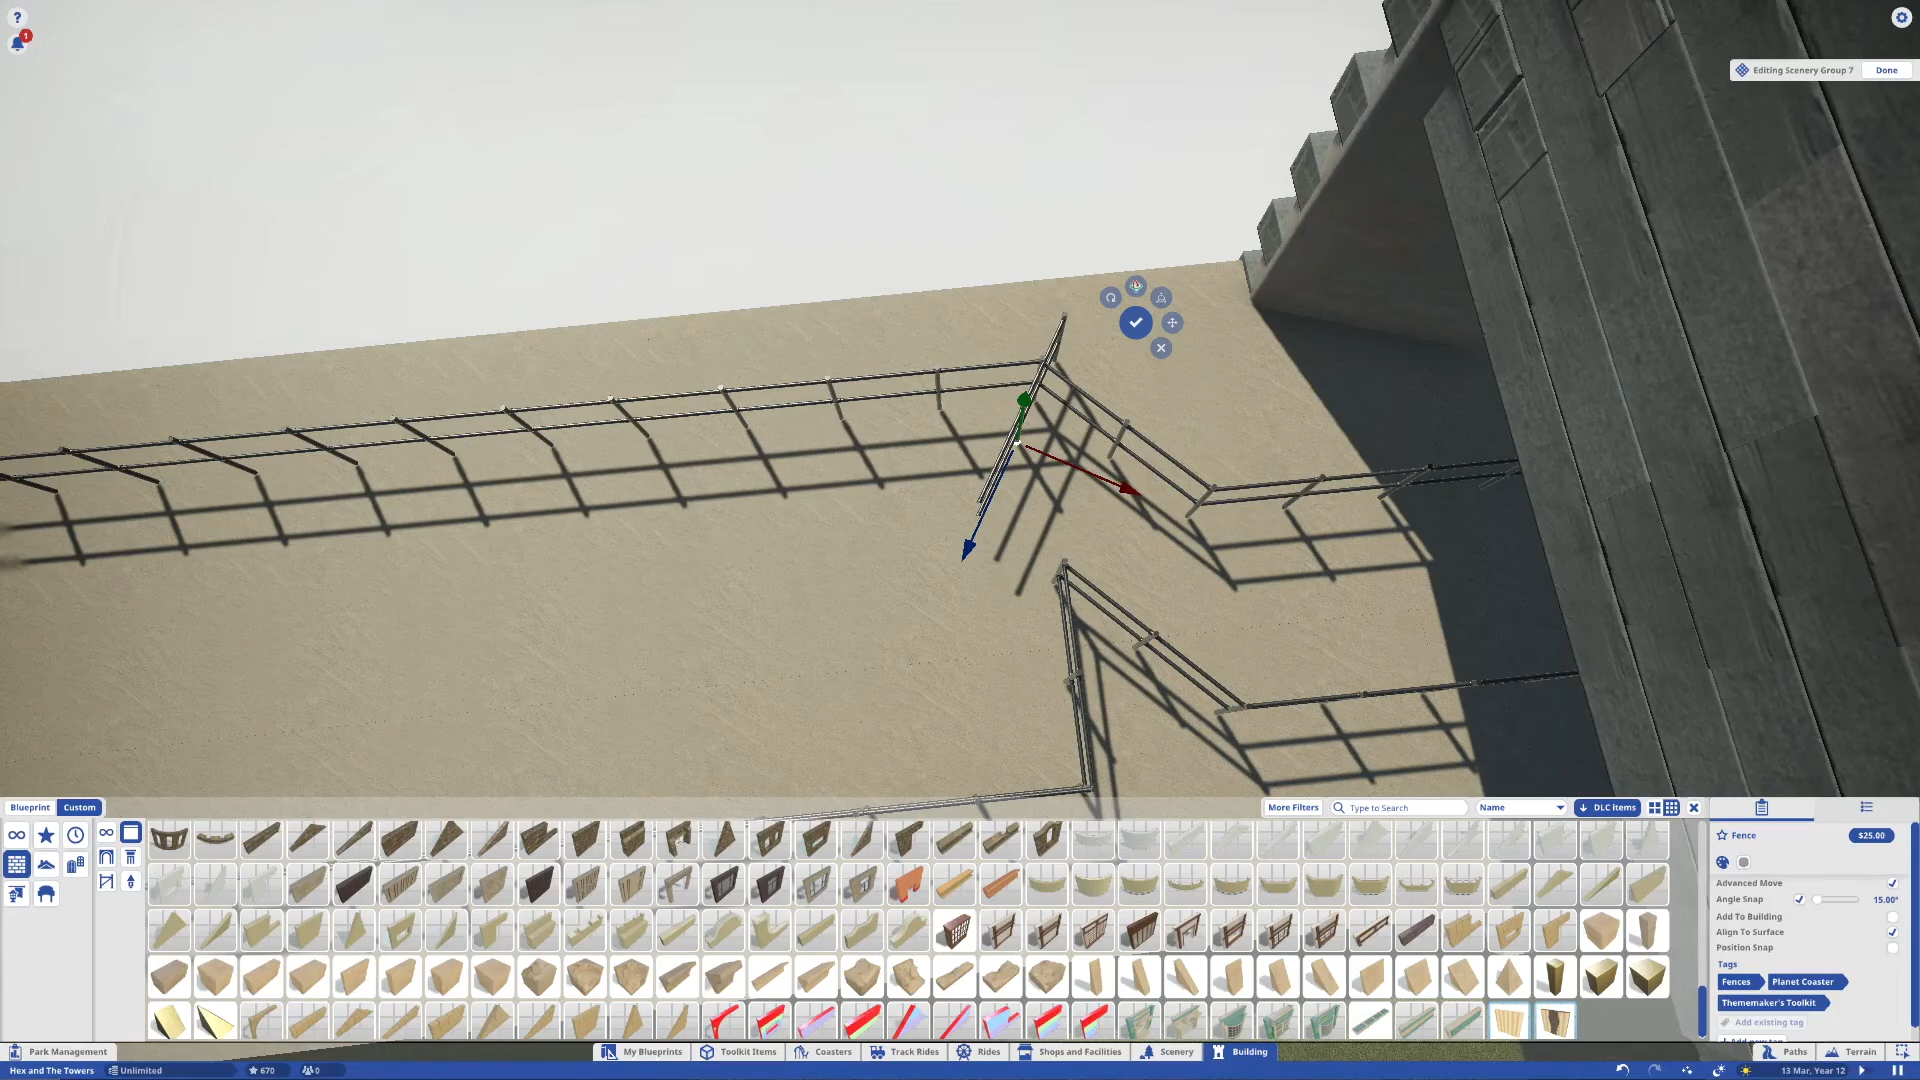 ?
1
Editing Scenery Group 7
Done
Blueprint
Custom
More Filters
Type to Search
Name
DLC Items
Fence
$25.00
Advanced Move
Angle Snap
15.00°
Add To Building
Align To Surface
Position Snap
Tags
Fences
Planet Coaster
Thememaker's Toolkit
Add existing tag
Park Management
My Blueprints
Toolkit Items
Coasters
Track Rides
Rides
Shops and Facilities
Scenery
Building
Paths
Terrain
Hex and The Towers
Unlimited
670
0
13 Mar, Year 12